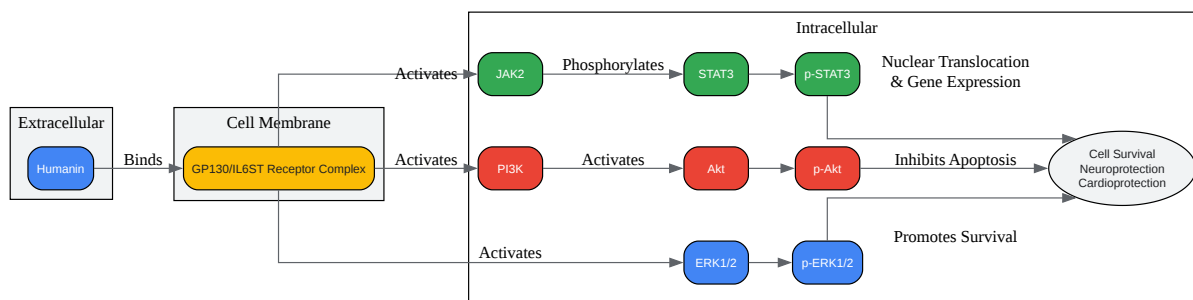 Intracellular
Extracellular
Humanin
Binds
Cell Membrane
GP130/IL6ST Receptor Complex
Activates
JAK2
Phosphorylates
STAT3
p-STAT3
Nuclear Translocation
& Gene Expression
Activates
PI3K
Activates
Akt
p-Akt
Inhibits Apoptosis
Cell Survival
Neuroprotection
Cardioprotection
Activates
ERK1/2
p-ERK1/2
Promotes Survival